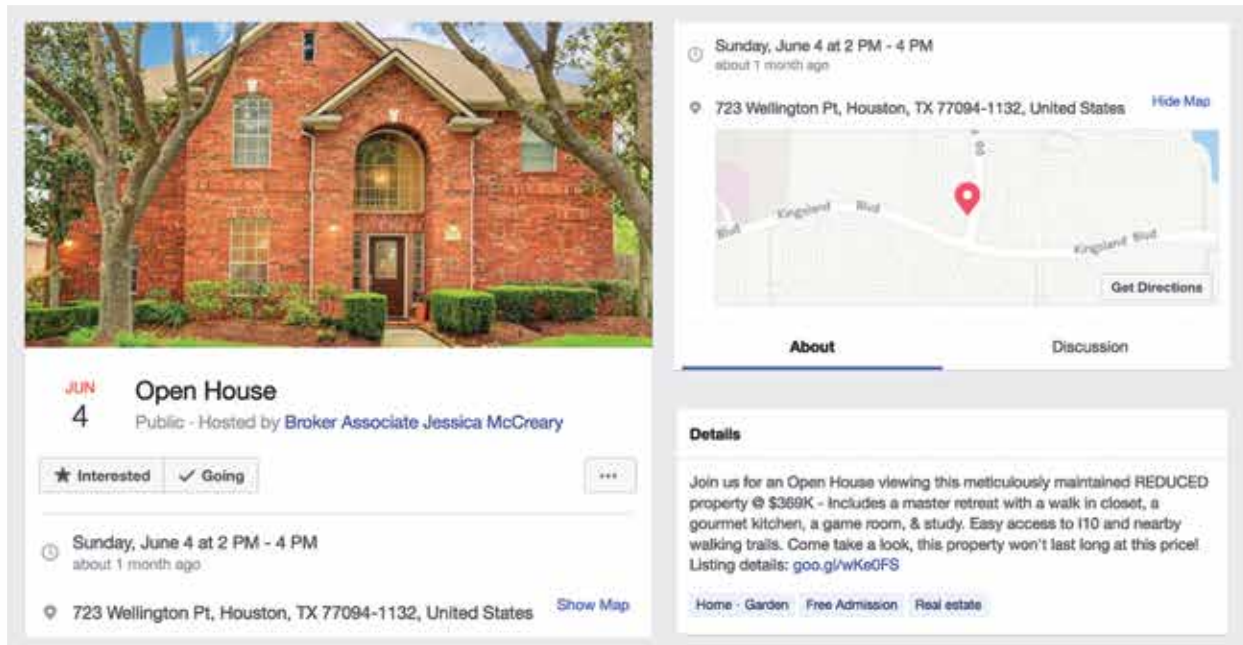 JUN
4
Open House
Public · Hosted by Broker Associate Jessica McCreary
★ Interested ✓ Going ...
Sunday, June 4 at 2 PM - 4 PM
about 1 month ago
723 Wellington Pt, Houston, TX 77094-1132, United States Show Map
Sunday, June 4 at 2 PM - 4 PM
about 1 month ago
723 Wellington Pt, Houston, TX 77094-1132, United States Hide Map
Kingsland Blvd
Blvd
Kingsland Blvd
Get Directions
About Discussion
Details
Join us for an Open House viewing this meticulously maintained REDUCED
property @ $369K - Includes a master retreat with a walk in closet, a
gourmet kitchen, a game room, & study. Easy access to I10 and nearby
walking trails. Come take a look, this property won't last long at this price!
Listing details: goo.gl/wKe0FS
Home · Garden Free Admission Real estate